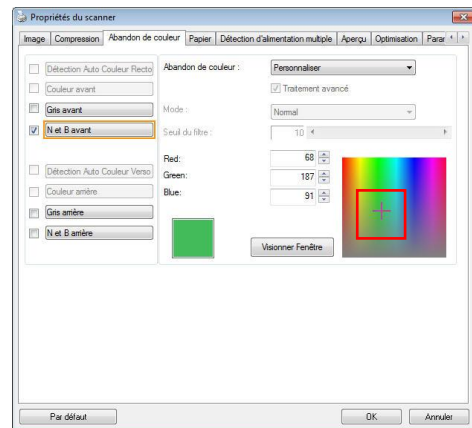 Propriétés du scanner
Image Compression Abandon de couleur Papier Détection d'alimentation multiple Aperçu Optimisation Parar
Détection Auto Couleur Recto
Couleur avant
Gris avant
N et B avant
Détection Auto Couleur Verso
Couleur arrière
Gris arrière
N et B arrière
Abandon de couleur : Personnaliser
Traitement avancé
Mode : Normal
Seuil du filtre : 10
Red: 68
Green: 187
Blue: 91
Visionner Fenêtre
Par défaut OK Annuler